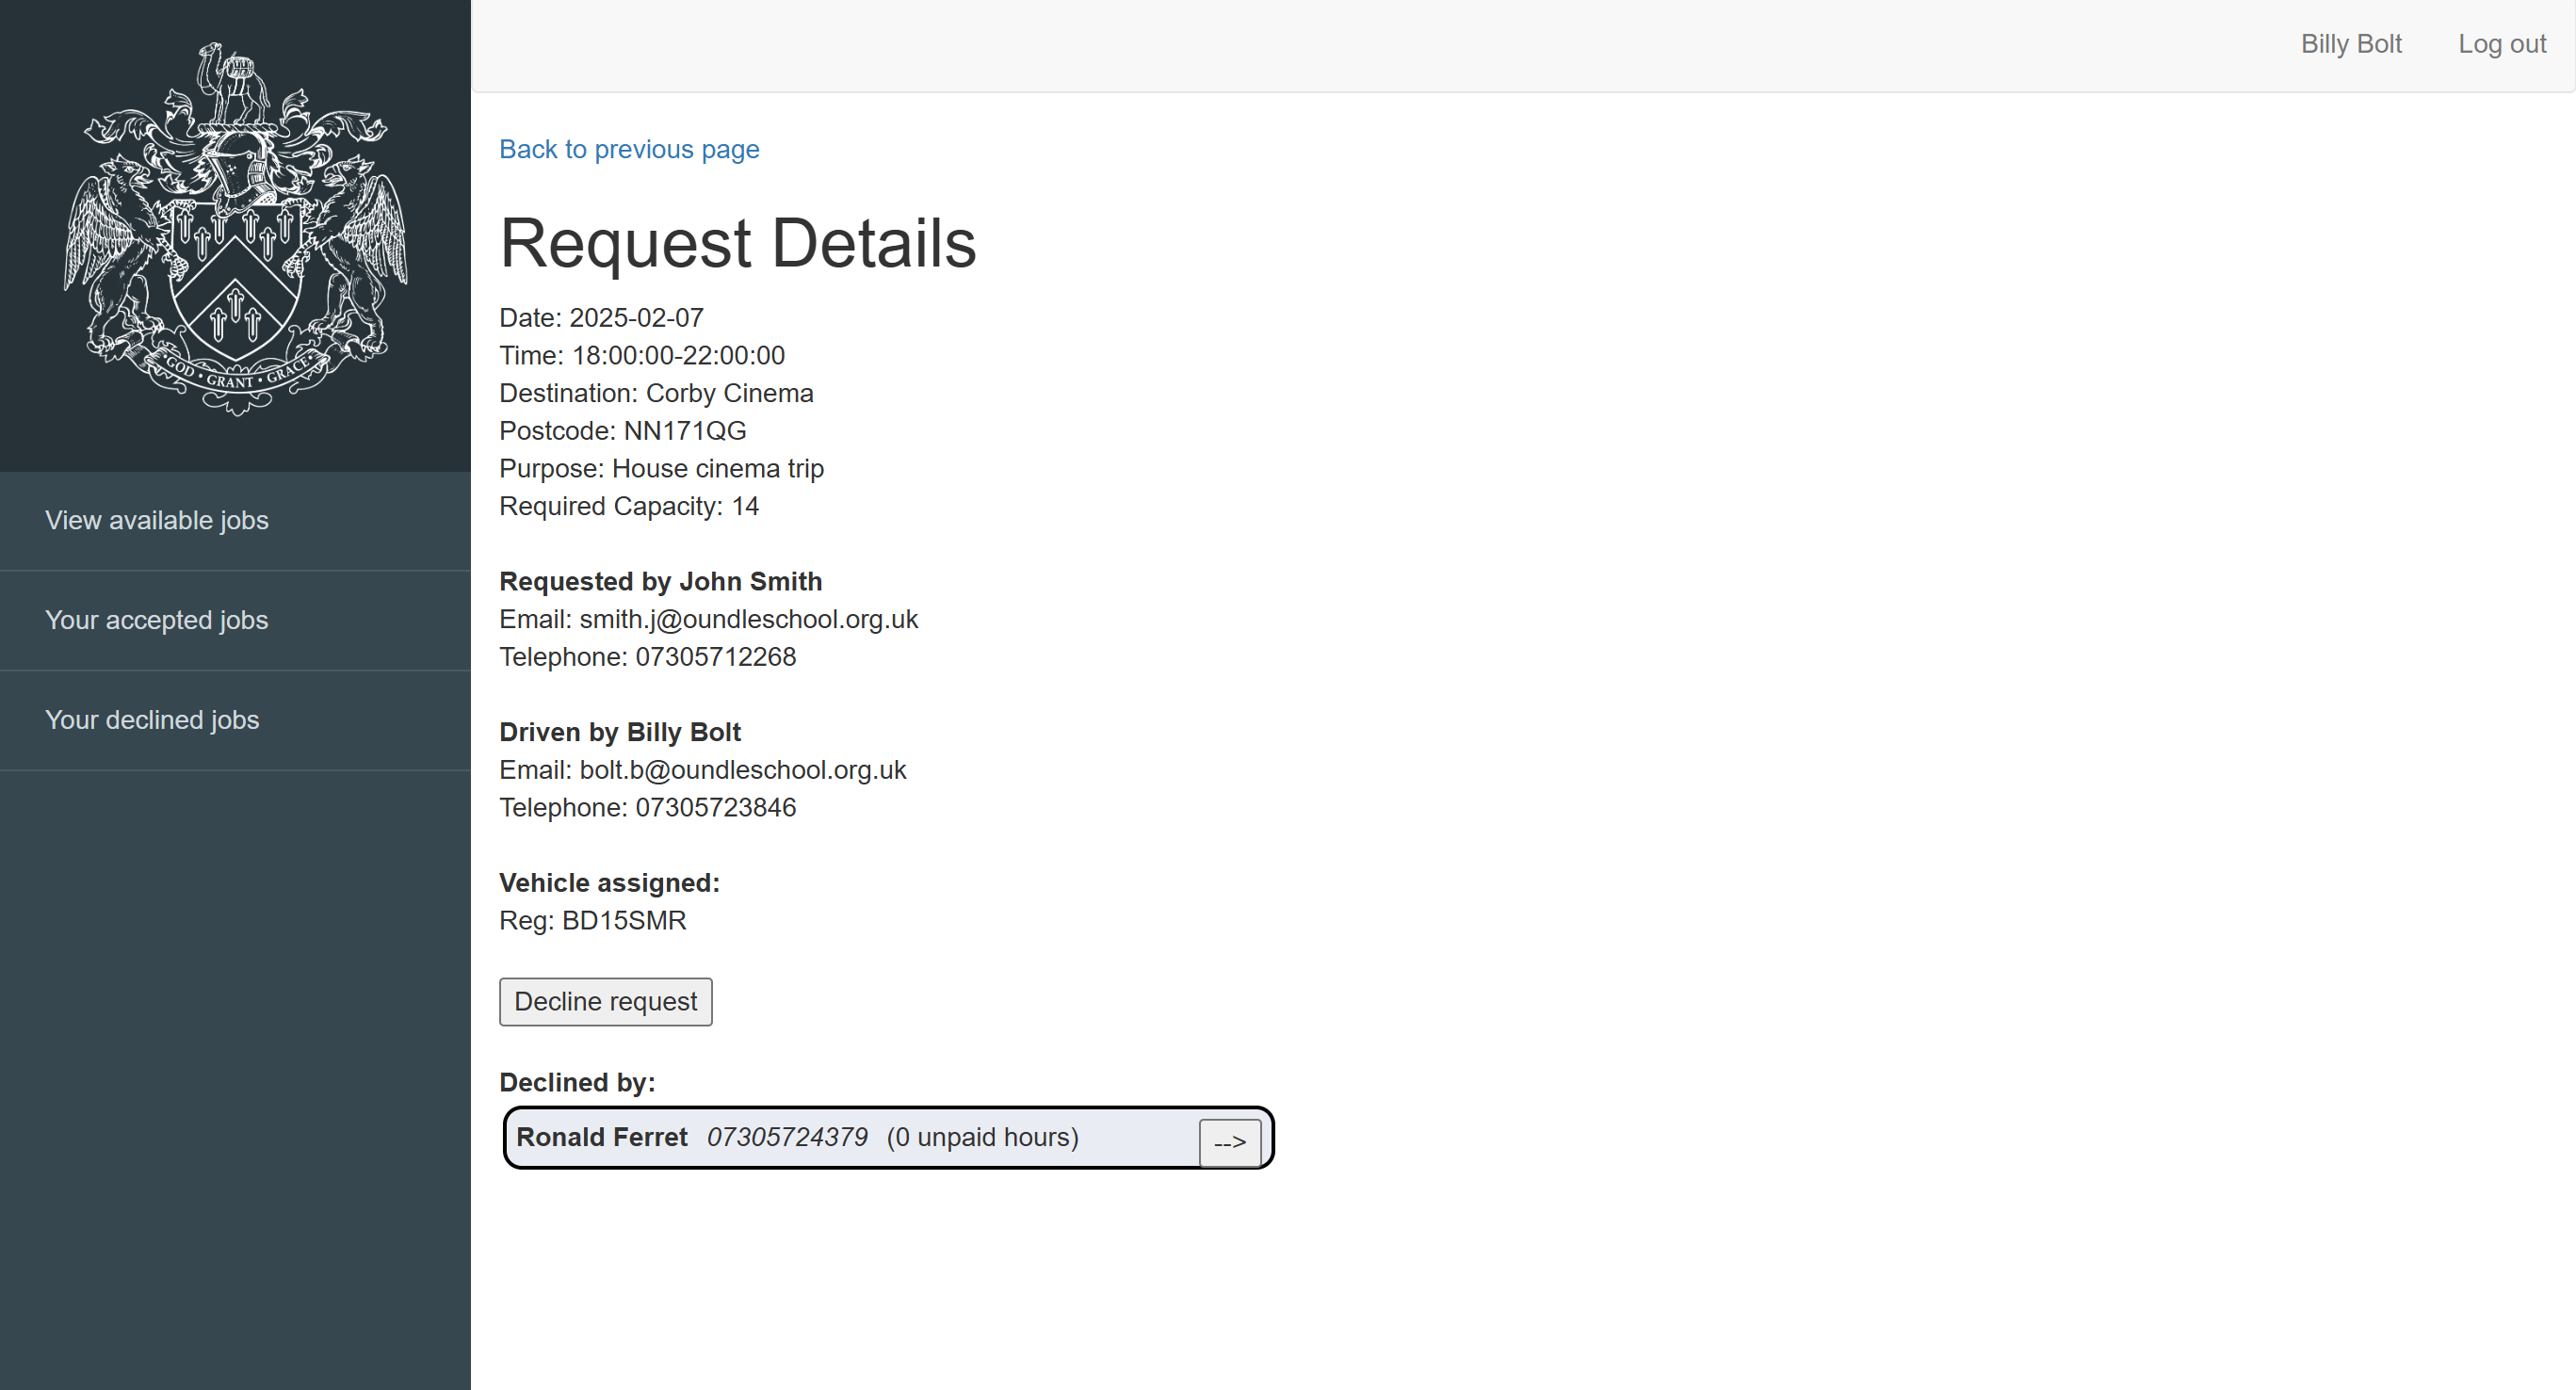 Billy Bolt
Log out
GOD • GRANT • GRACE
View available jobs
Your accepted jobs
Your declined jobs
Back to previous page
Request Details
Date: 2025-02-07
Time: 18:00:00-22:00:00
Destination: Corby Cinema
Postcode: NN171QG
Purpose: House cinema trip
Required Capacity: 14
Requested by John Smith
Email: smith.j@oundleschool.org.uk
Telephone: 07305712268
Driven by Billy Bolt
Email: bolt.b@oundleschool.org.uk
Telephone: 07305723846
Vehicle assigned:
Reg: BD15SMR
Decline request
Declined by:
Ronald Ferret 07305724379 (0 unpaid hours) -->